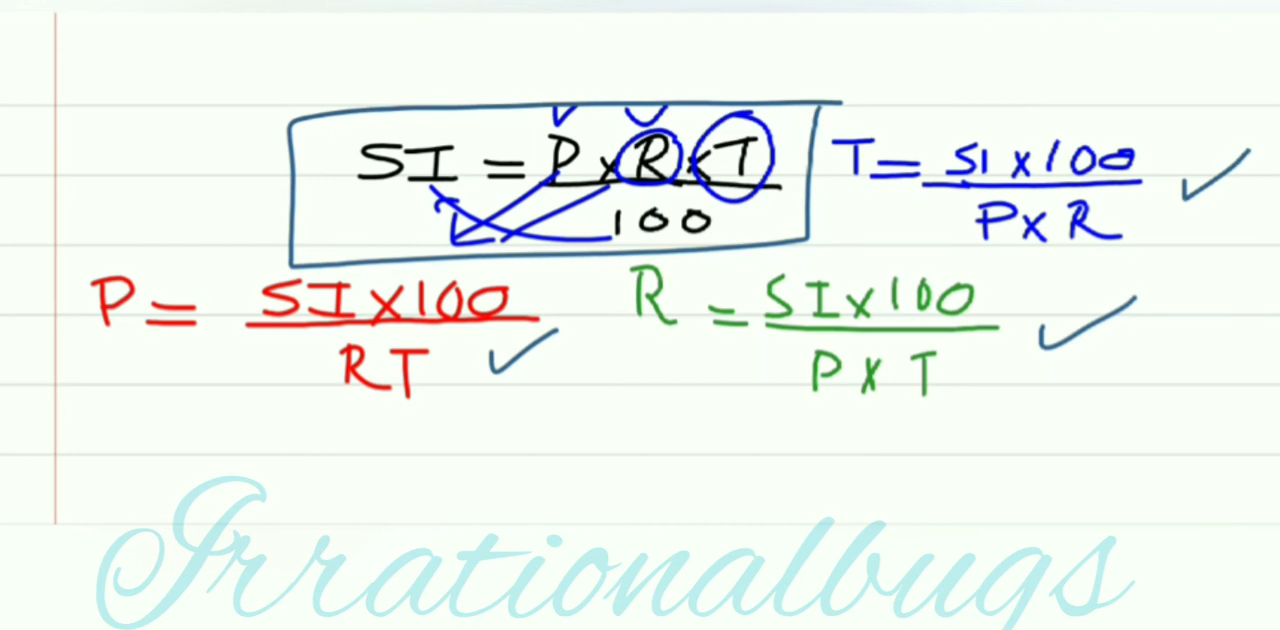 SI = P x R x T / 100
T = SI x 100 / P x R
P = SI x 100 / RT
R = SI x 100 / P x T
Irrationalbugs